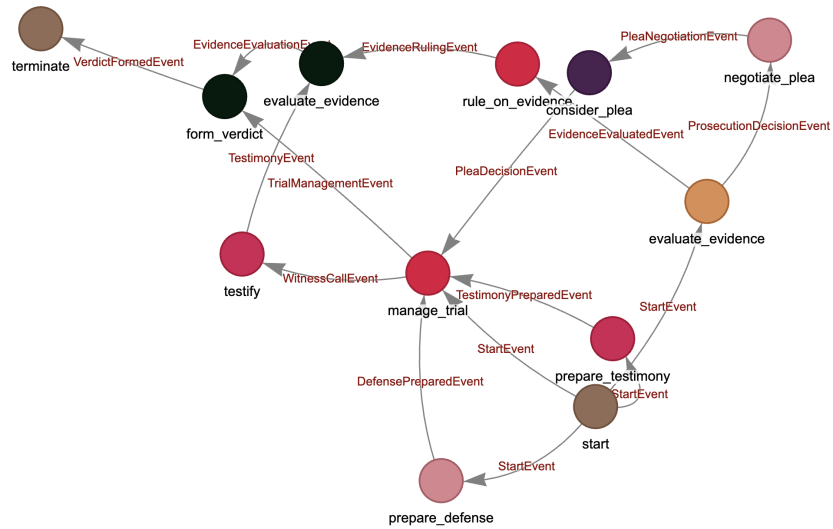 PleaNegotiationEvent
EvidenceEvaluationEvent
EvidenceRulingEvent
VerdictFormedEvent
terminate
negotiate_plea
evaluate_evidence
rule_on_evidence
consider_plea
form_verdict
EvidenceEvaluatedEvent
ProsecutionDecisionEvent
TestimonyEvent
PleaDecisionEvent
TrialManagementEvent
evaluate_evidence
WitnessCallEvent
testify
TestimonyPreparedEvent
manage_trial
StartEvent
StartEvent
prepare_testimony
DefensePreparedEvent
StartEvent
start
StartEvent
prepare_defense